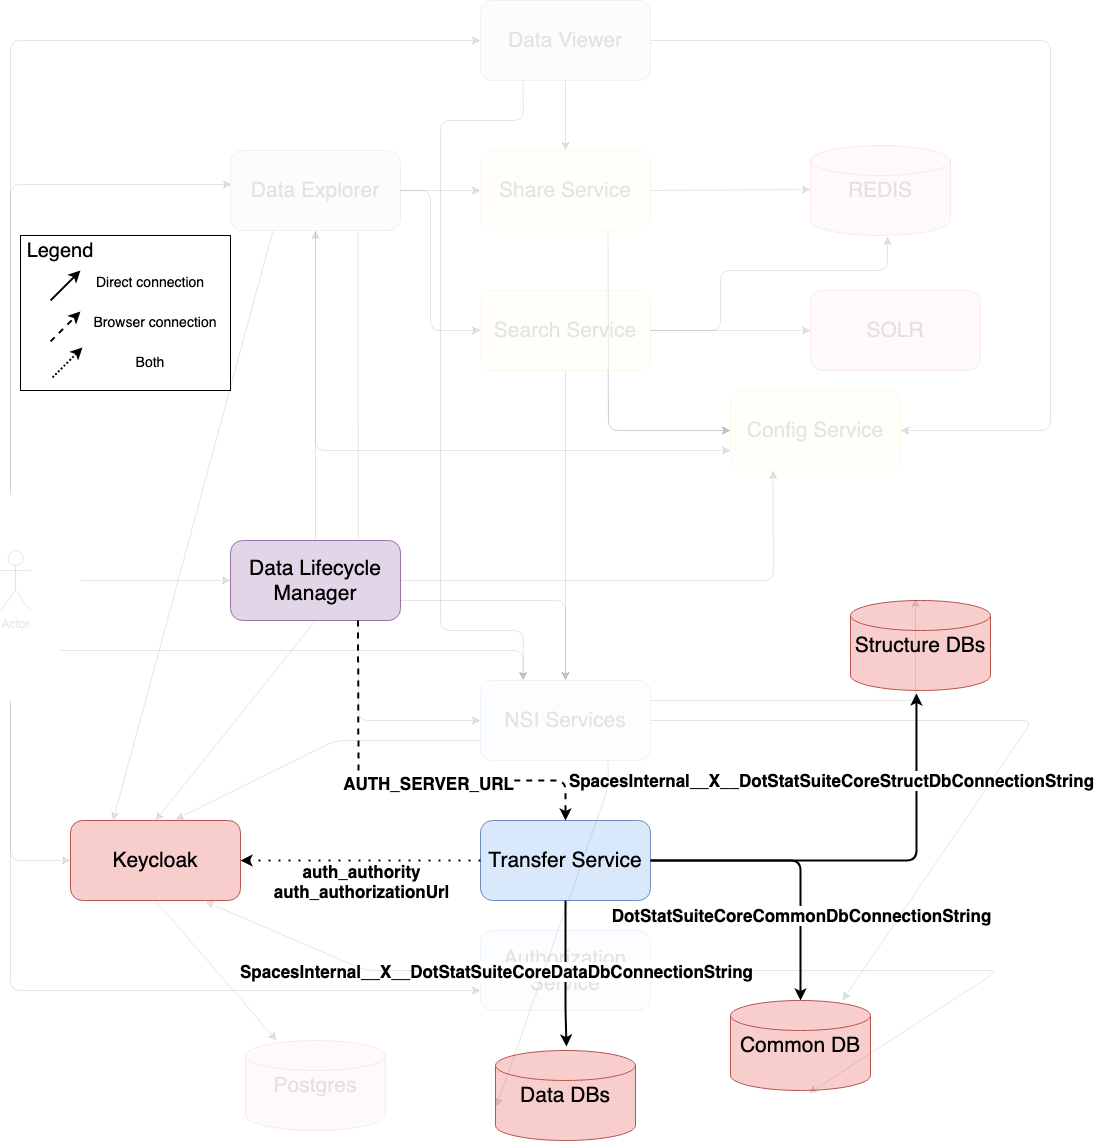 Data Viewer
Data Explorer
Share Service
REDIS
Legend
Direct connection
Browser connection
Both
Search Service
SOLR
Config Service
Data Lifecycle
Manager
Actor
Structure DBs
NSI Services
AUTH_SERVER_URL
SpacesInternal__X__DotStatSuiteCoreStructDbConnectionString
Keycloak
Transfer Service
auth_authority
auth_authorizationUrl
DotStatSuiteCoreCommonDbConnectionString
Authorization
Service
SpacesInternal__X__DotStatSuiteCoreDataDbConnectionString
Common DB
Postgres
Data DBs